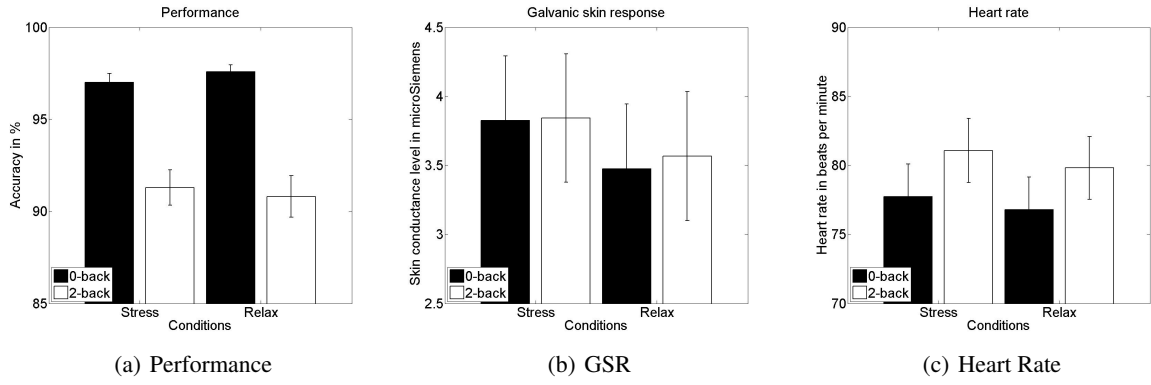 Performance
100
95
90
85
Accuracy in %
0-back
2-back
Stress Relax
Conditions
(a) Performance
Galvanic skin response
4.5
4
3.5
3
2.5
Skin conductance level in microSiemens
0-back
2-back
Stress Relax
Conditions
(b) GSR
Heart rate
90
85
80
75
70
Heart rate in beats per minute
0-back
2-back
Stress Relax
Conditions
(c) Heart Rate